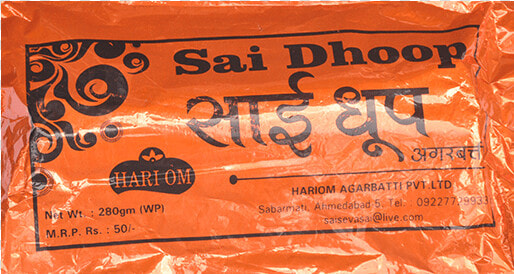 Sai Dhoop
साई धूप
अगरबत्ती
HARI OM
HARIOM AGARBATTI PVT.LTD
Sabarmati, Ahmedabad-5, Tel.: 09227729933
saisevasai@live.com
Net Wt. : 280gm (WP)
M.R.P. Rs. : 50/-